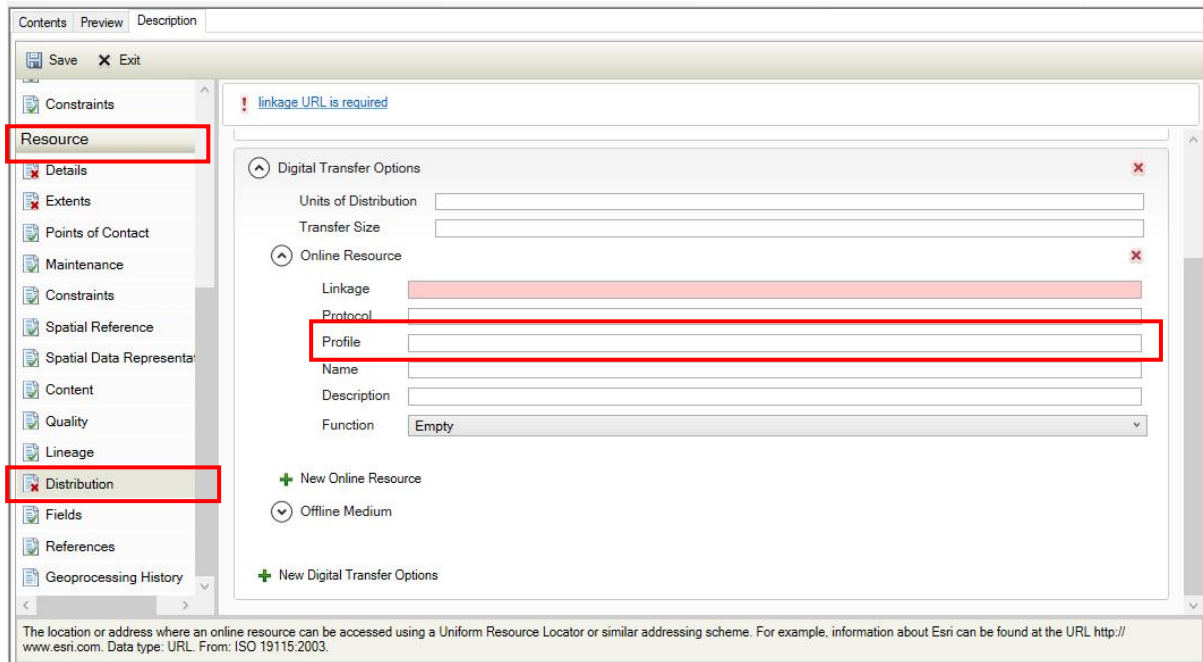 Contents Preview Description
Save Exit
Constraints
Resource
Details
Extents
Points of Contact
Maintenance
Constraints
Spatial Reference
Spatial Data Representat
Content
Quality
Lineage
Distribution
Fields
References
Geoprocessing History
! linkage URL is required
Digital Transfer Options
Units of Distribution
Transfer Size
Online Resource
Linkage
Protocol
Profile
Name
Description
Function Empty
New Online Resource
Offline Medium
New Digital Transfer Options
The location or address where an online resource can be accessed using a Uniform Resource Locator or similar addressing scheme. For example, information about Esri can be found at the URL http://
www.esri.com. Data type: URL. From: ISO 19115:2003.